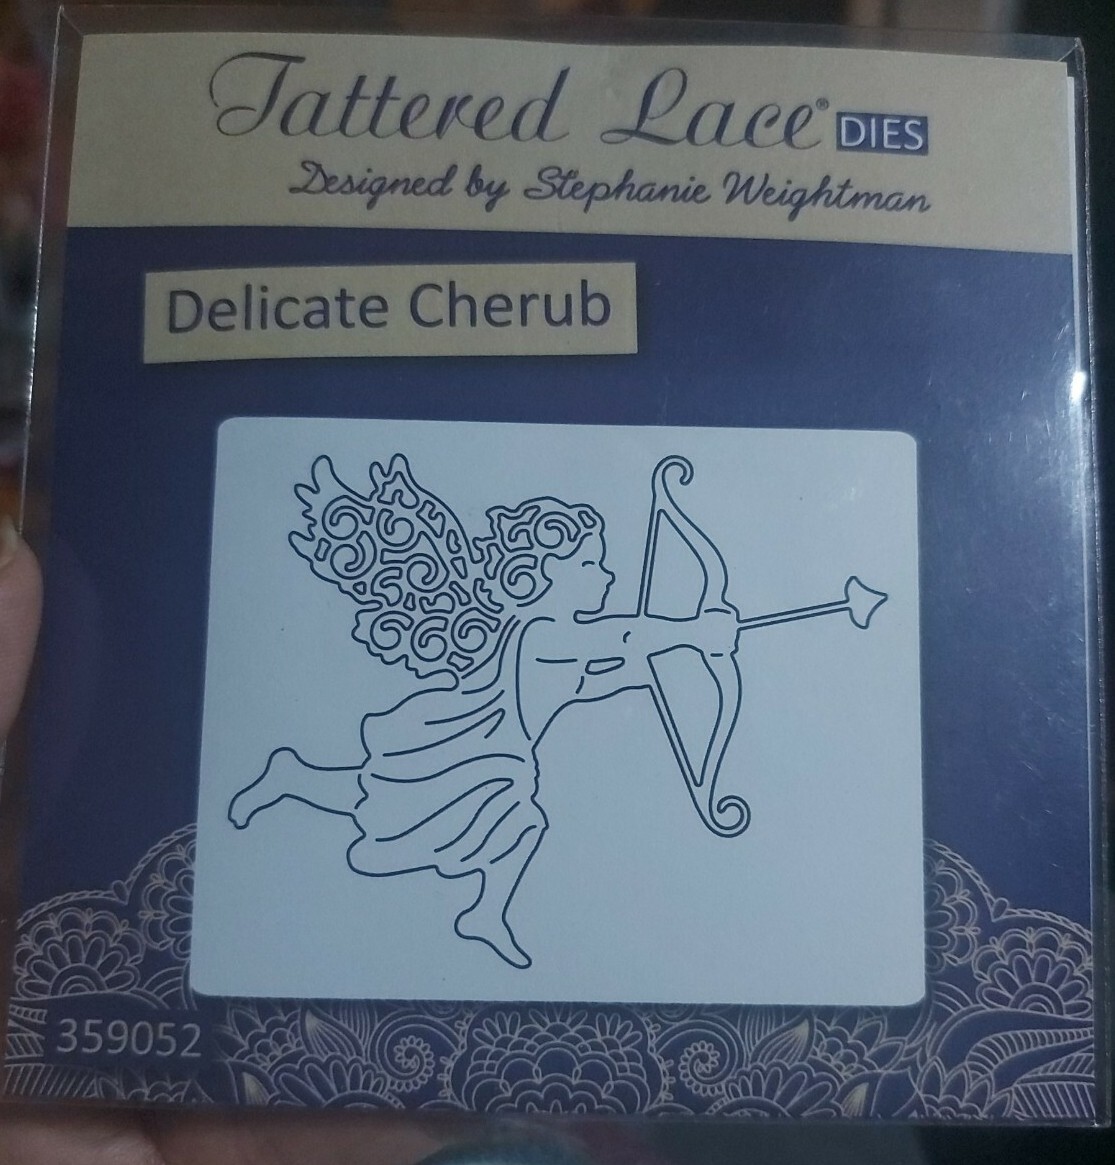 Tattered Lace® DIES
Designed by Stephanie Weightman
Delicate Cherub
359052